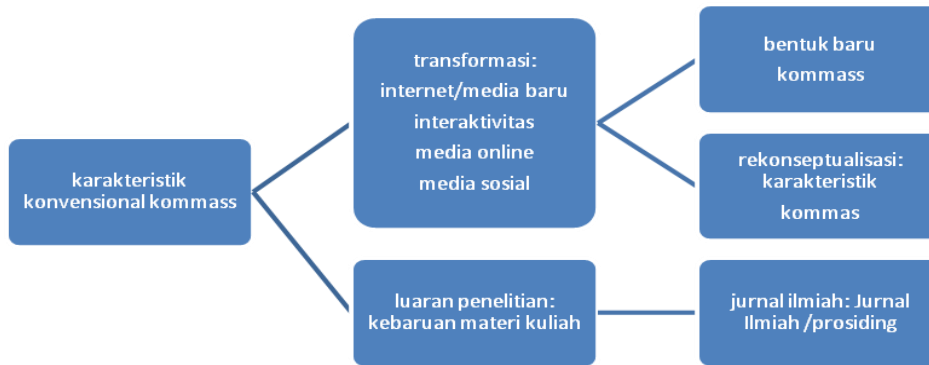 karakteristik
konvensional kommass
transformasi:
internet/media baru
interaktivitas
media online
media sosial
bentuk baru
kommass
rekonseptualisasi:
karakteristik
kommas
luaran penelitian:
kebaruan materi kuliah
jurnal ilmiah: Jurnal
Ilmiah /prosiding